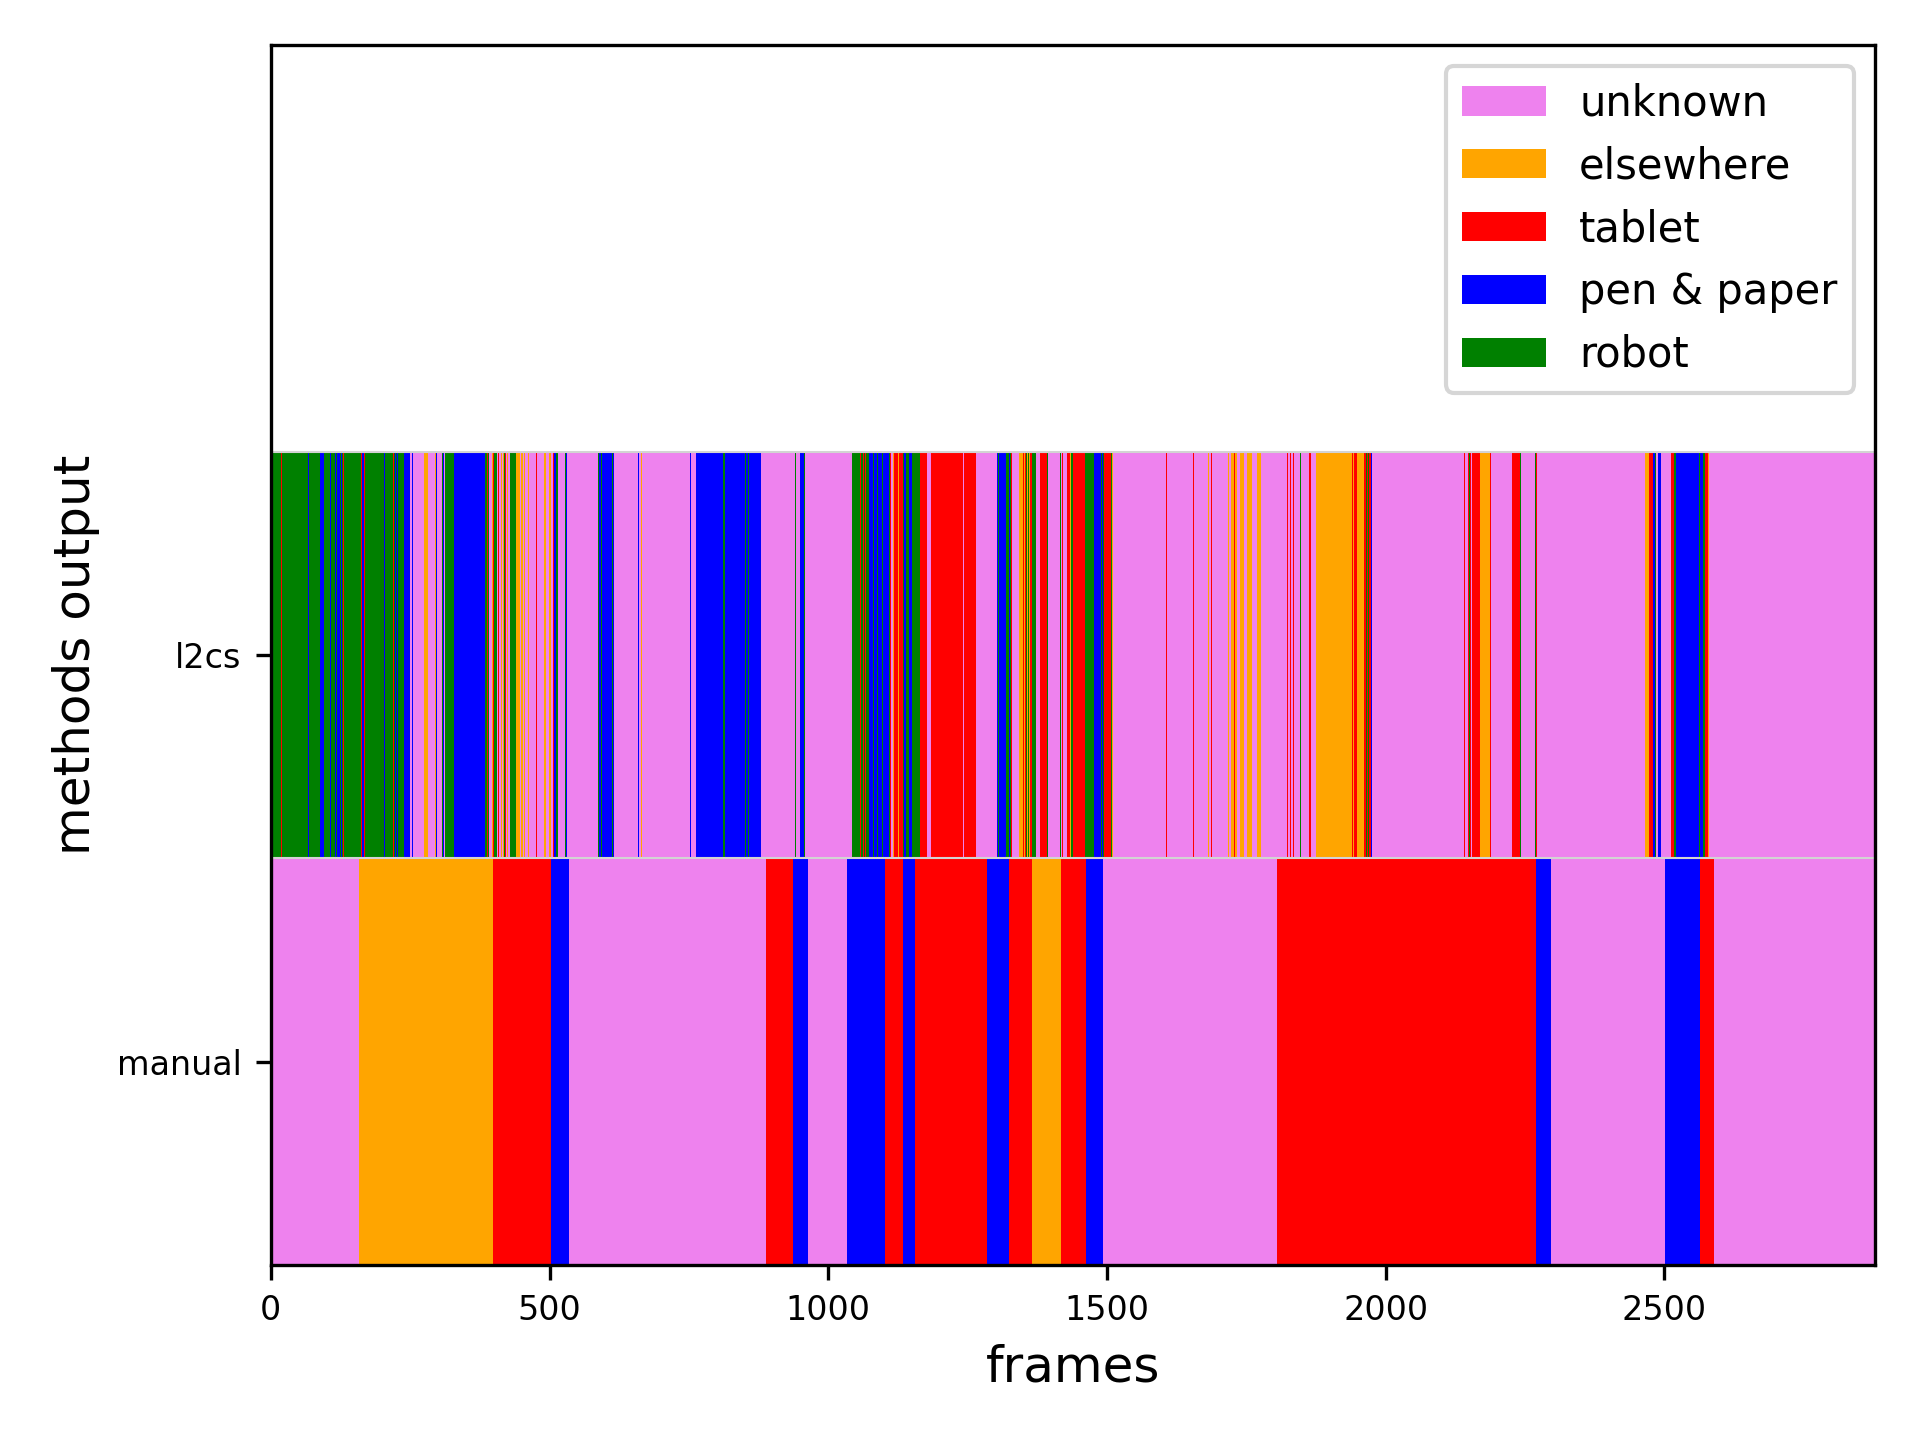 unknown
elsewhere
tablet
pen & paper
robot
methods output
l2cs
manual
0 500 1000 1500 2000 2500
frames